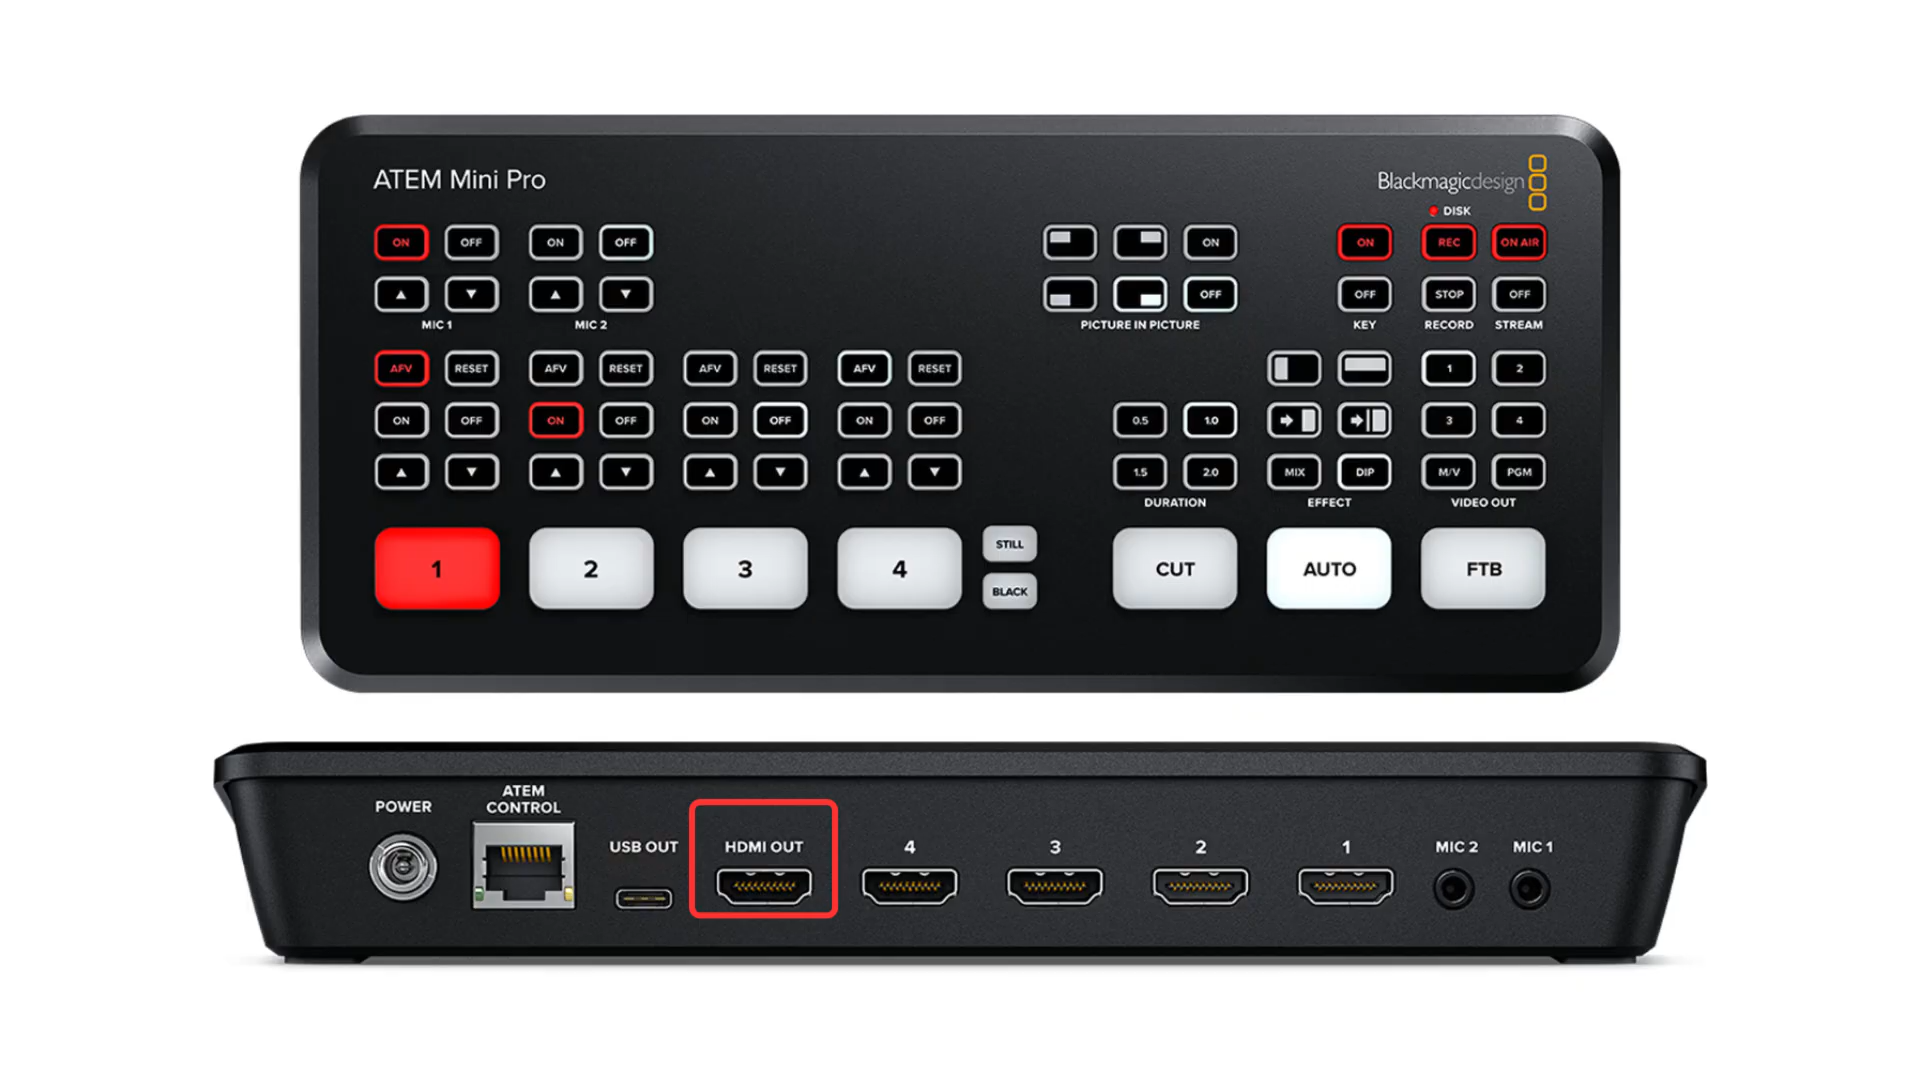 ATEM Mini Pro
Blackmagicdesign
DISK
ON OFF ON OFF ON ON REC ON AIR
OFF OFF STOP OFF
MIC 1 MIC 2 PICTURE IN PICTURE KEY RECORD STREAM
AFV RESET AFV RESET AFV RESET AFV RESET 1 2
ON OFF ON OFF ON OFF ON OFF 0.5 1.0 3 4
1.5 2.0 MIX DIP M/V PGM
DURATION EFFECT VIDEO OUT
1 2 3 4 STILL CUT AUTO FTB
BLACK
POWER ATEM CONTROL USB OUT HDMI OUT 4 3 2 1 MIC 2 MIC 1